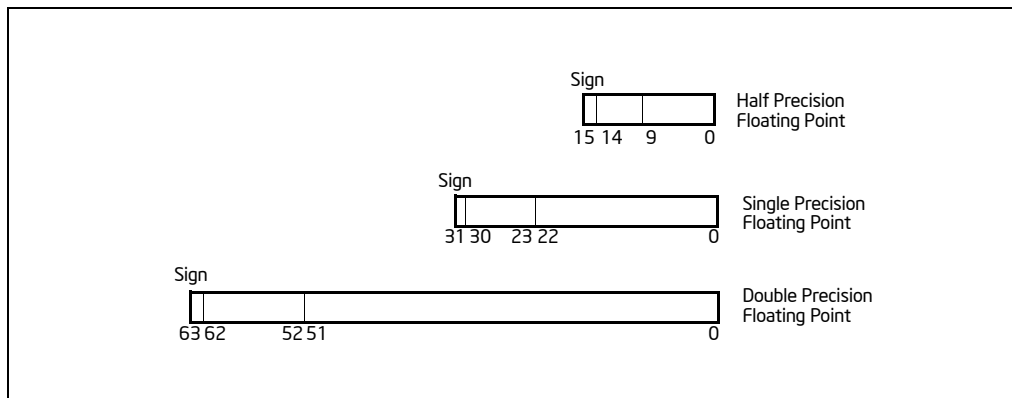 Sign
Half Precision
Floating Point
15 14 9 0
Sign
Single Precision
Floating Point
31 30 23 22 0
Sign
Double Precision
Floating Point
63 62 52 51 0